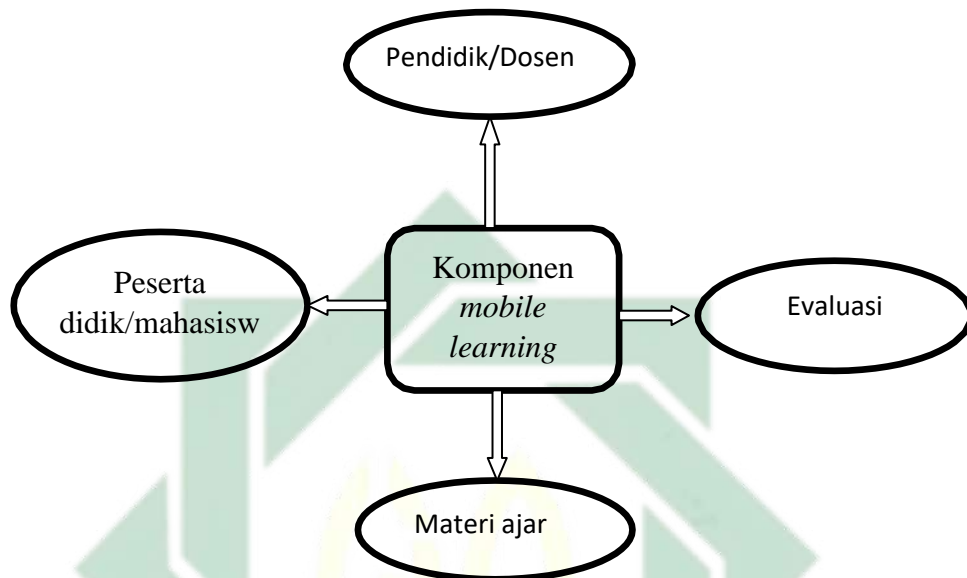 Pendidik/Dosen
Komponen
mobile
learning
Peserta
didik/mahasisw
Evaluasi
Materi ajar